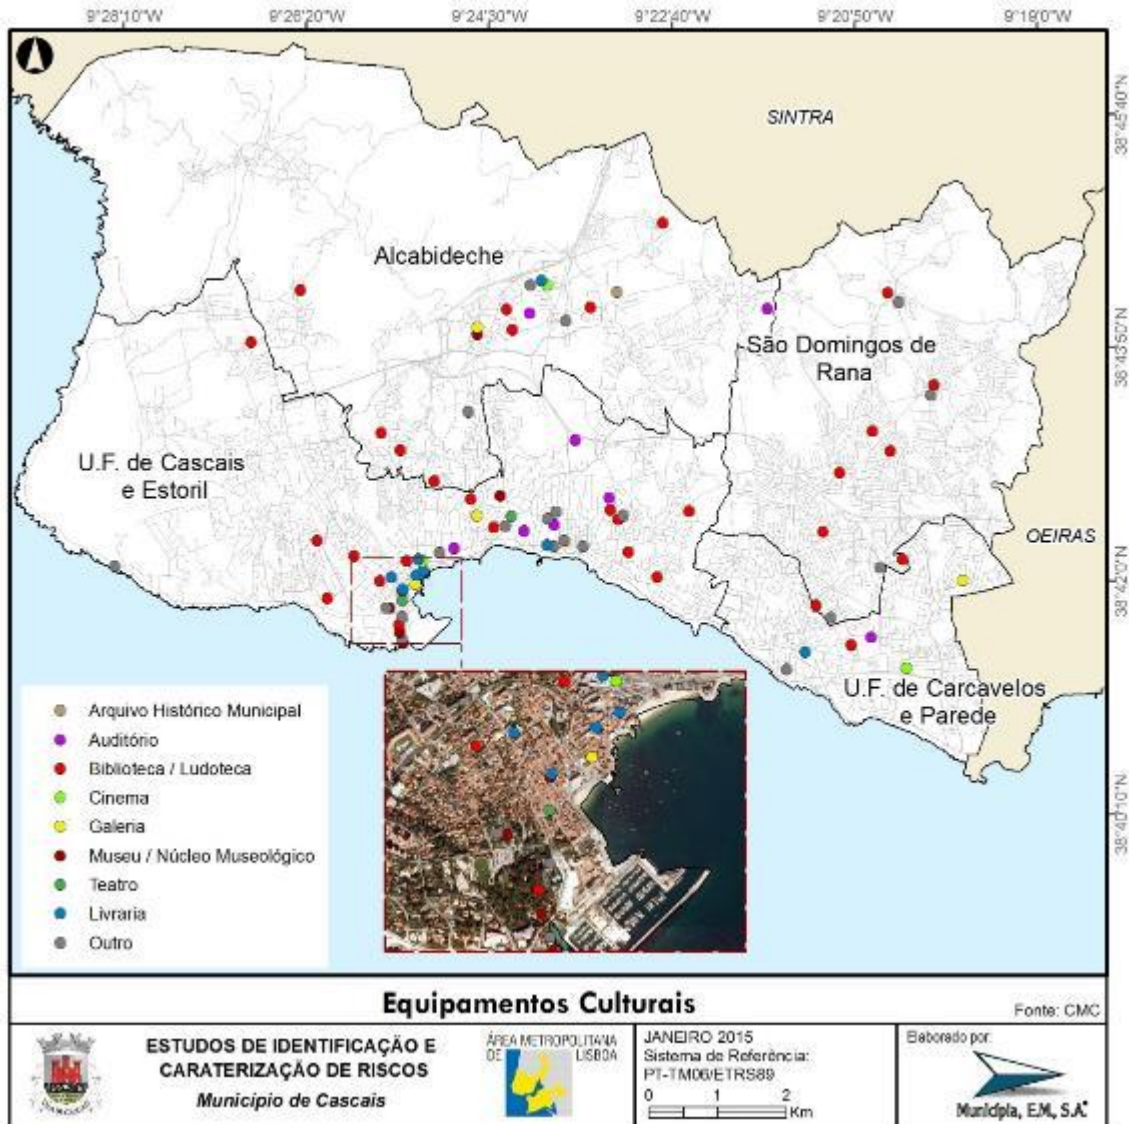 9°28'10"W 9°26'20"W 9°24'30"W 9°22'40"W 9°20'50"W 9°19'0"W
38°45'40"N
SINTRA
Alcabideche
38°43'50"N
São Domingos de
Rana
U.F. de Cascais
e Estoril
OEIRAS
38°42'0"N
U.F. de Carcavelos
e Parede
38°40'10"N
Arquivo Histórico Municipal
Auditório
Biblioteca / Ludoteca
Cinema
Galeria
Museu / Núcleo Museológico
Teatro
Livraria
Outro
Equipamentos Culturais
Fonte: CMC
ESTUDOS DE IDENTIFICAÇÃO E
CARATERIZAÇÃO DE RISCOS
Município de Cascais
ÁREA METROPOLITANA
DE LISBOA
JANEIRO 2015
Sistema de Referência:
PT-TM06/ETRS89
0 1 2
Km
Elaborado por:
Municípia, E.M., S.A.